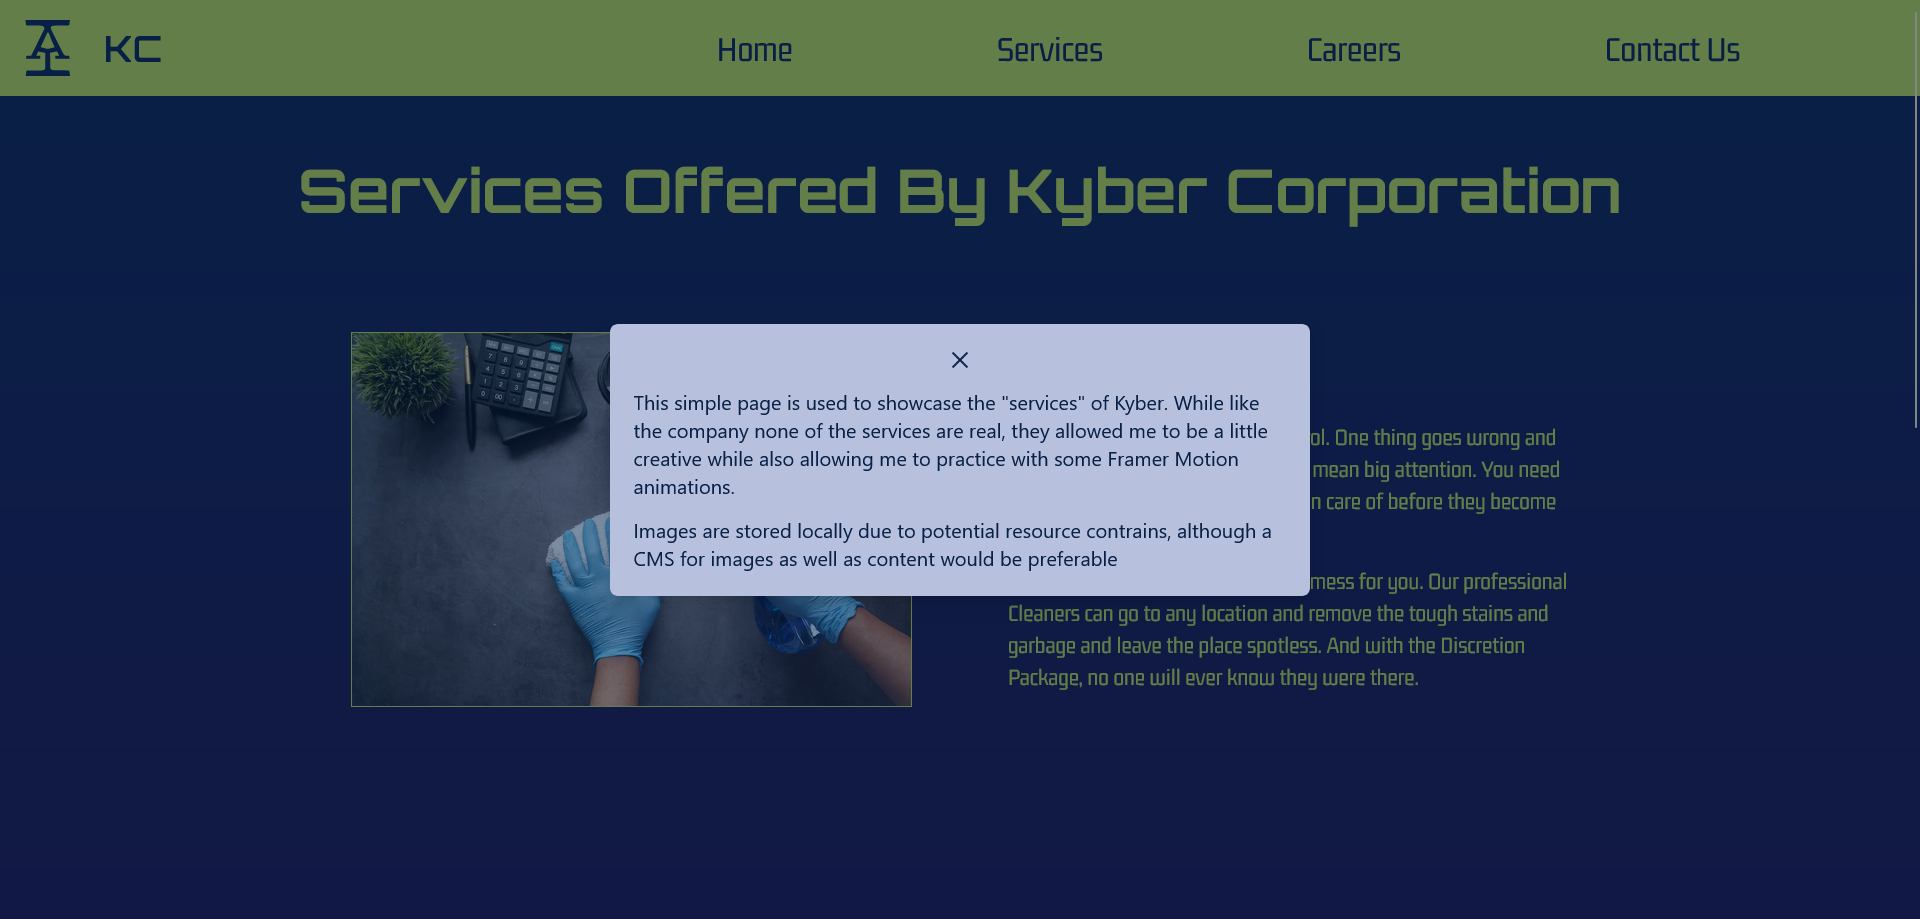 KC
Home
Services
Careers
Contact Us
Services Offered By Kyber Corporation
This simple page is used to showcase the "services" of Kyber. While like
the company none of the services are real, they allowed me to be a little
creative while also allowing me to practice with some Framer Motion
animations.
Images are stored locally due to potential resource contrains, although a
CMS for images as well as content would be preferable
One thing goes wrong and
mean big attention. You need
care of before they become
mess for you. Our professional
Cleaners can go to any location and remove the tough stains and
garbage and leave the place spotless. And with the Discretion
Package, no one will ever know they were there.